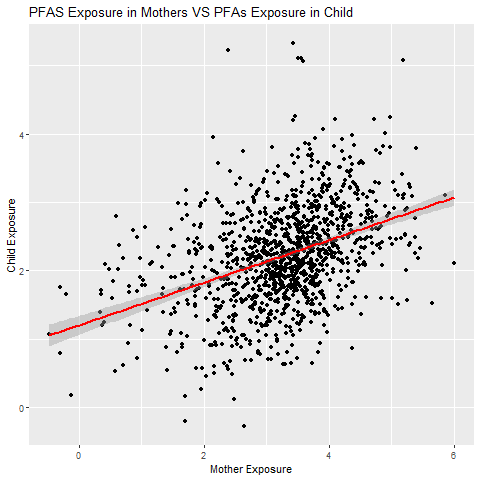 PFAS Exposure in Mothers VS PFAs Exposure in Child
4
2
0
Child Exposure
0 2 4 6
Mother Exposure